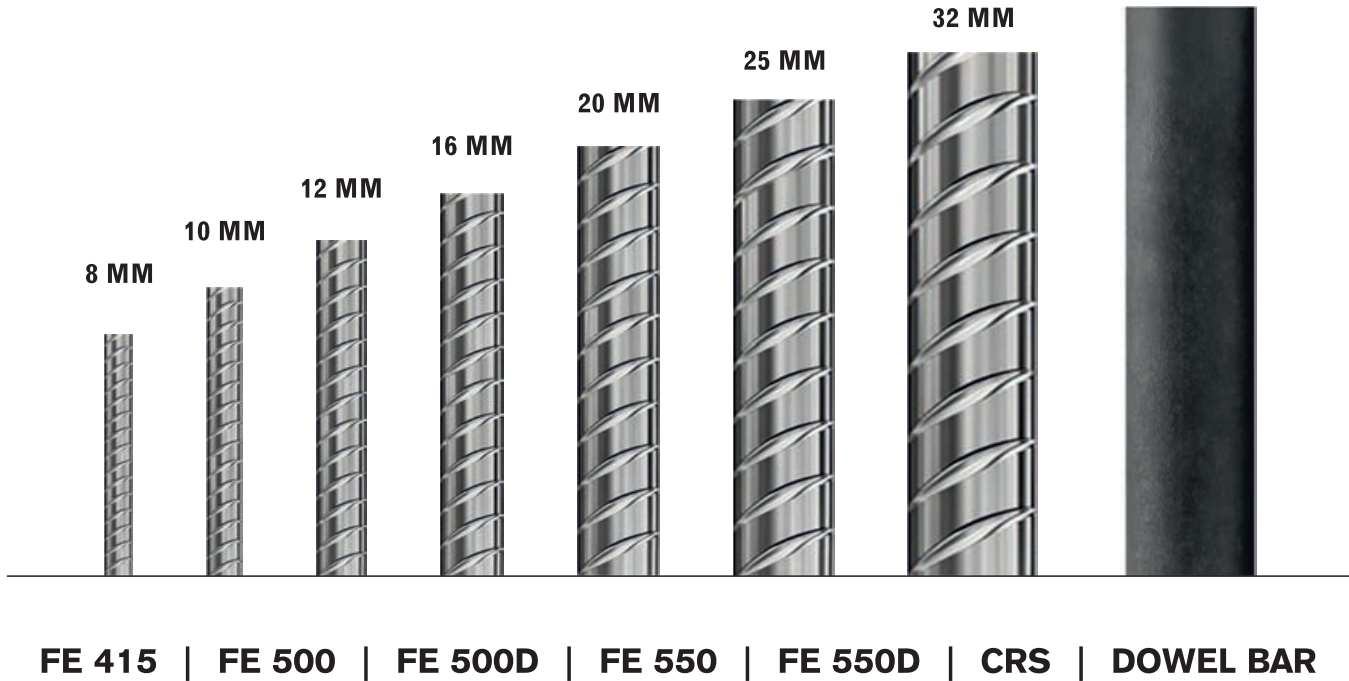 32 MM
25 MM
20 MM
16 MM
12 MM
10 MM
8 MM
FE 415 | FE 500 | FE 500D | FE 550 | FE 550D | CRS | DOWEL BAR